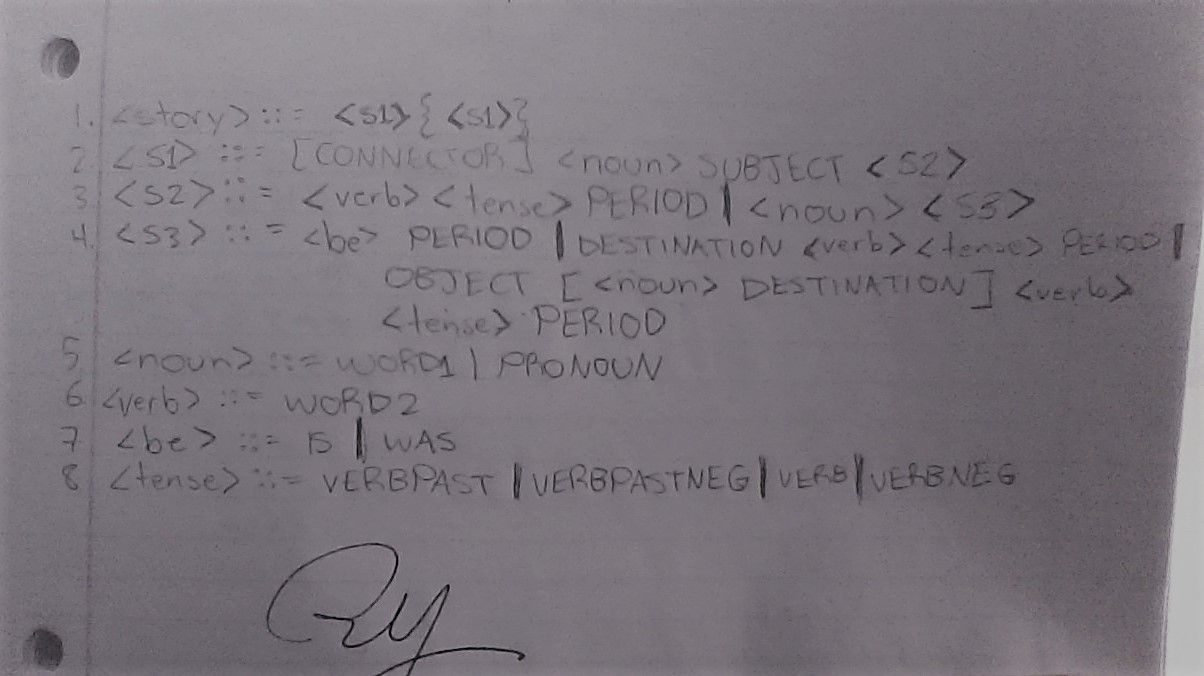 1. <story> ::= <S1> { <S1> }
2 <S1> ::= [CONNECTOR] <noun> SUBJECT <S2>
3 <S2> ::= <verb> <tense> PERIOD | <noun> <S3>
4. <S3> ::= <be> PERIOD | DESTINATION <verb> <tense> PERIOD |
OBJECT [<noun> DESTINATION] <verb>
<tense> PERIOD
5 <noun> ::= WORD1 | PRONOUN
6 <verb> ::= WORD2
7 <be> ::= IS | WAS
8 <tense> ::= VERBPAST | VERBPASTNEG | VERB | VERBNEG